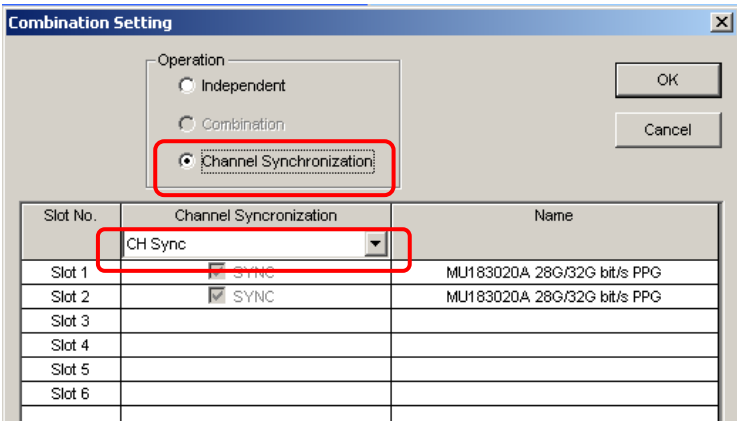 Combination Setting
Operation
Independent
OK
Combination
Cancel
Channel Synchronization
Slot No. Channel Syncronization Name
CH Sync
Slot 1 SYNC MU183020A 28G/32G bit/s PPG
Slot 2 SYNC MU183020A 28G/32G bit/s PPG
Slot 3
Slot 4
Slot 5
Slot 6